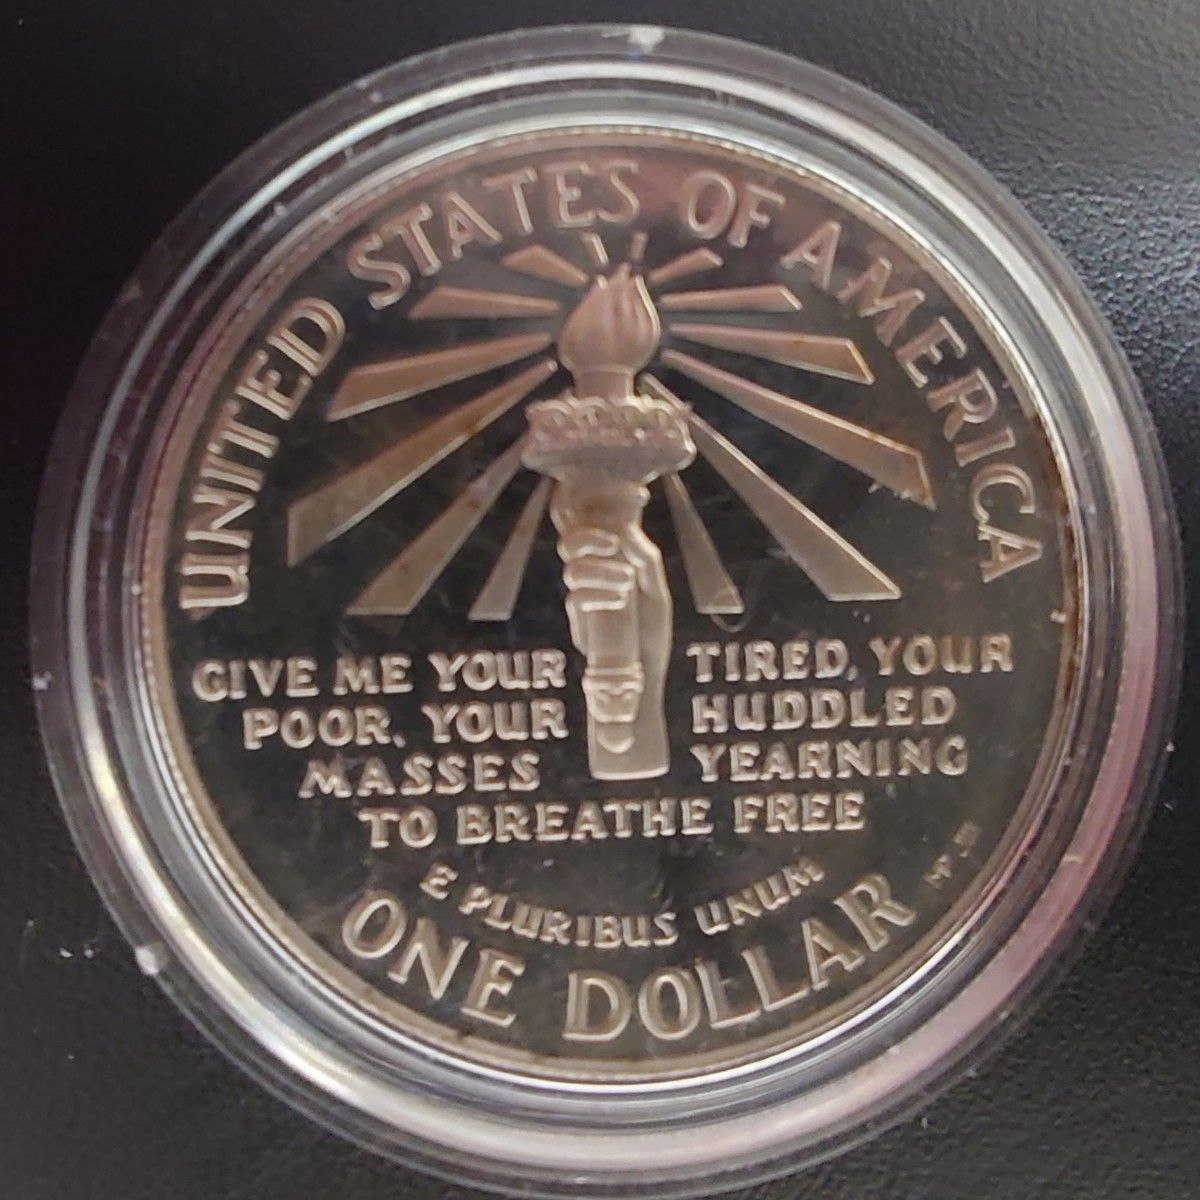 UNITED STATES OF AMERICA
GIVE ME YOUR TIRED, YOUR
POOR, YOUR HUDDLED
MASSES YEARNING
TO BREATHE FREE
E PLURIBUS UNUM
ONE DOLLAR